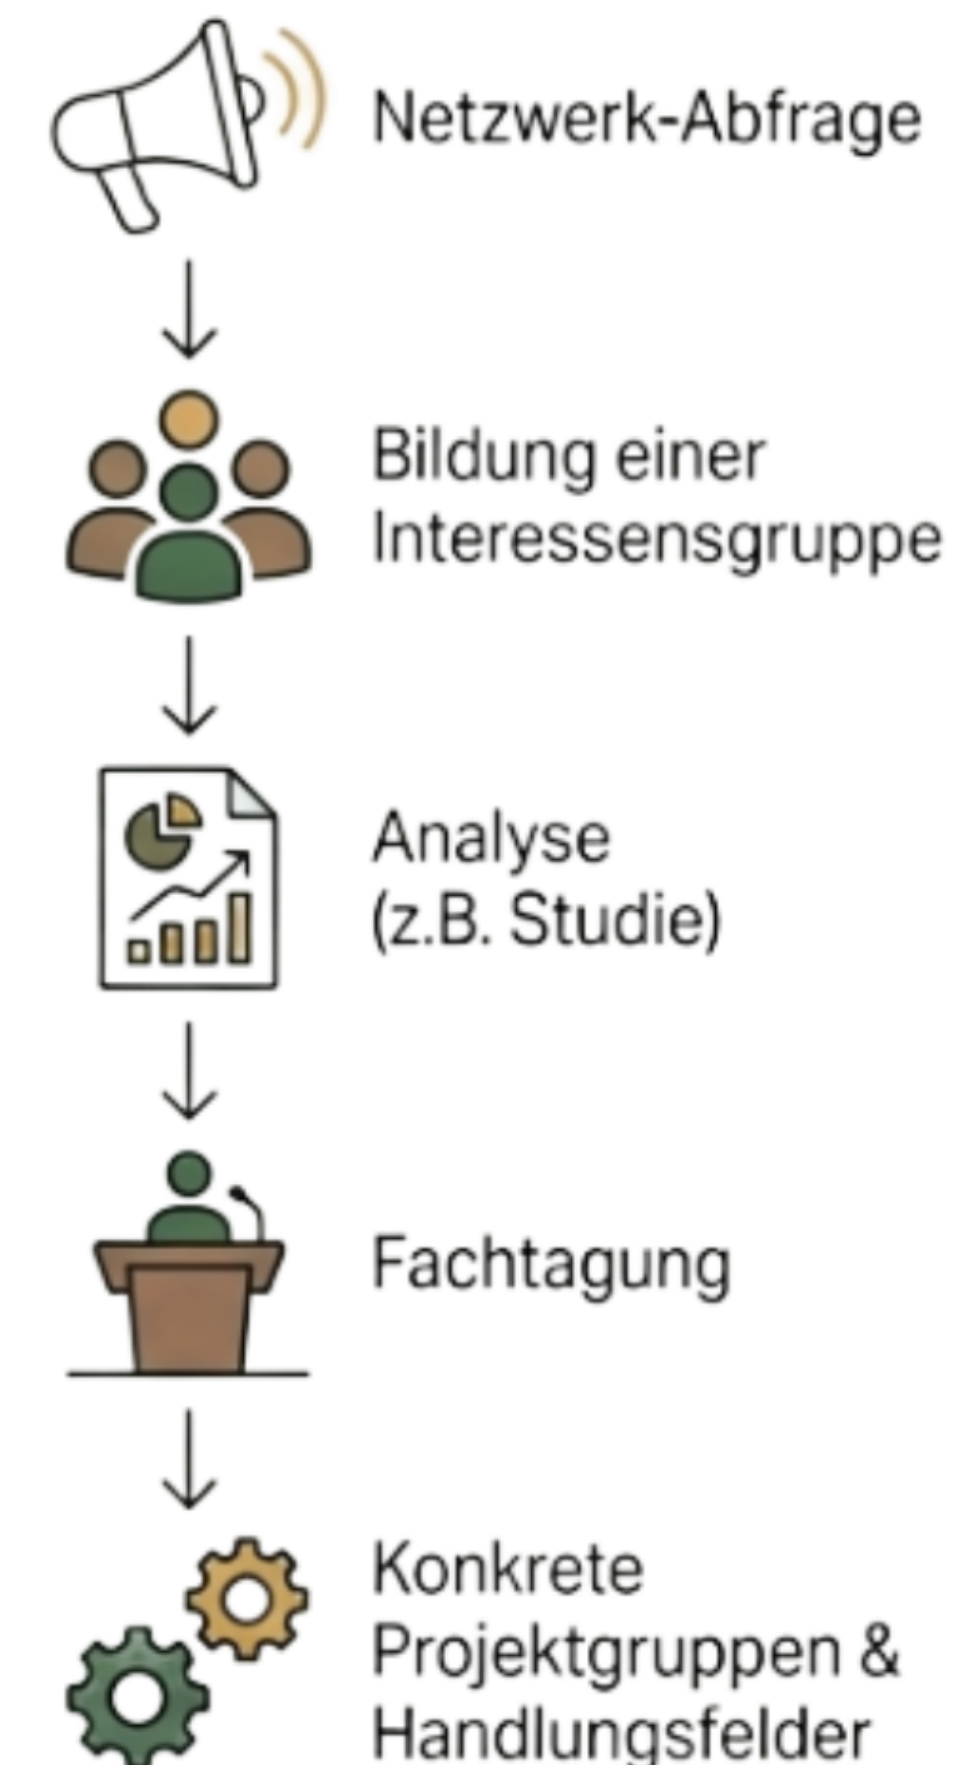 Netzwerk-Abfrage
Bildung einer
Interessensgruppe
Analyse
(z.B. Studie)
Fachtagung
Konkrete
Projektgruppen &
Handlungsfelder